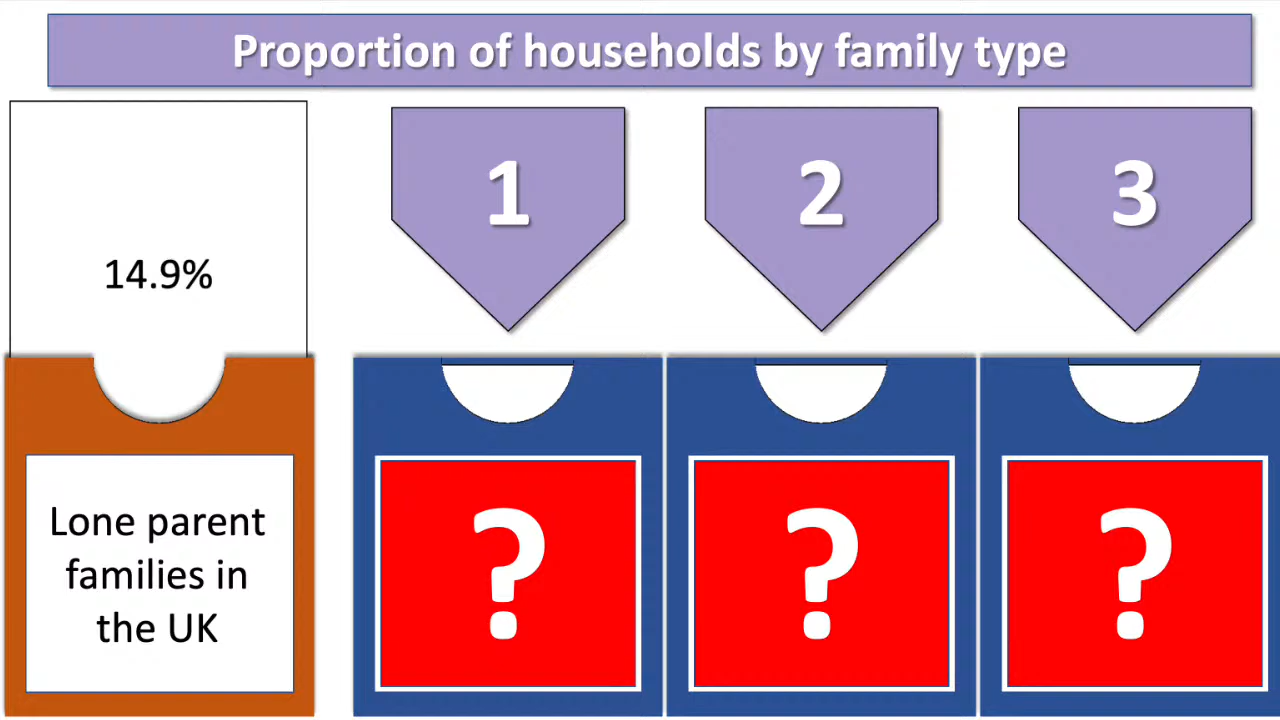 Proportion of households by family type
1
2
3
14.9%
Lone parent
families in
the UK
?
?
?